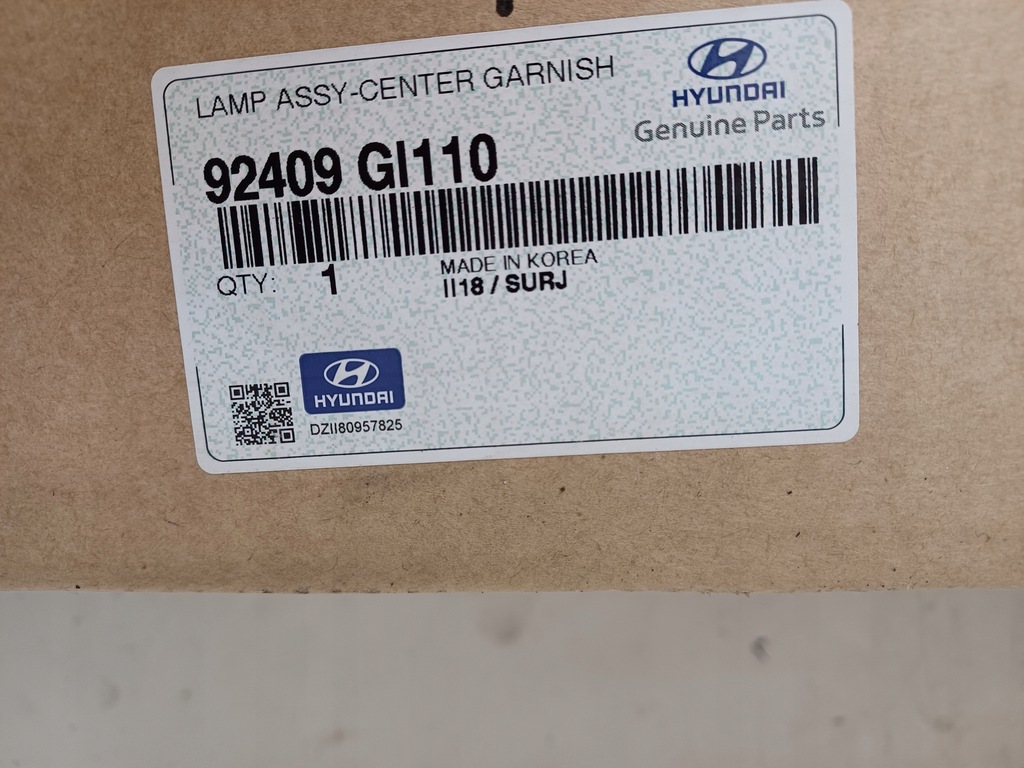 LAMP ASSY-CENTER GARNISH
HYUNDAI
Genuine Parts
92409 GI110
QTY: 1
MADE IN KOREA
II18 / SURJ
HYUNDAI
DZII80957825